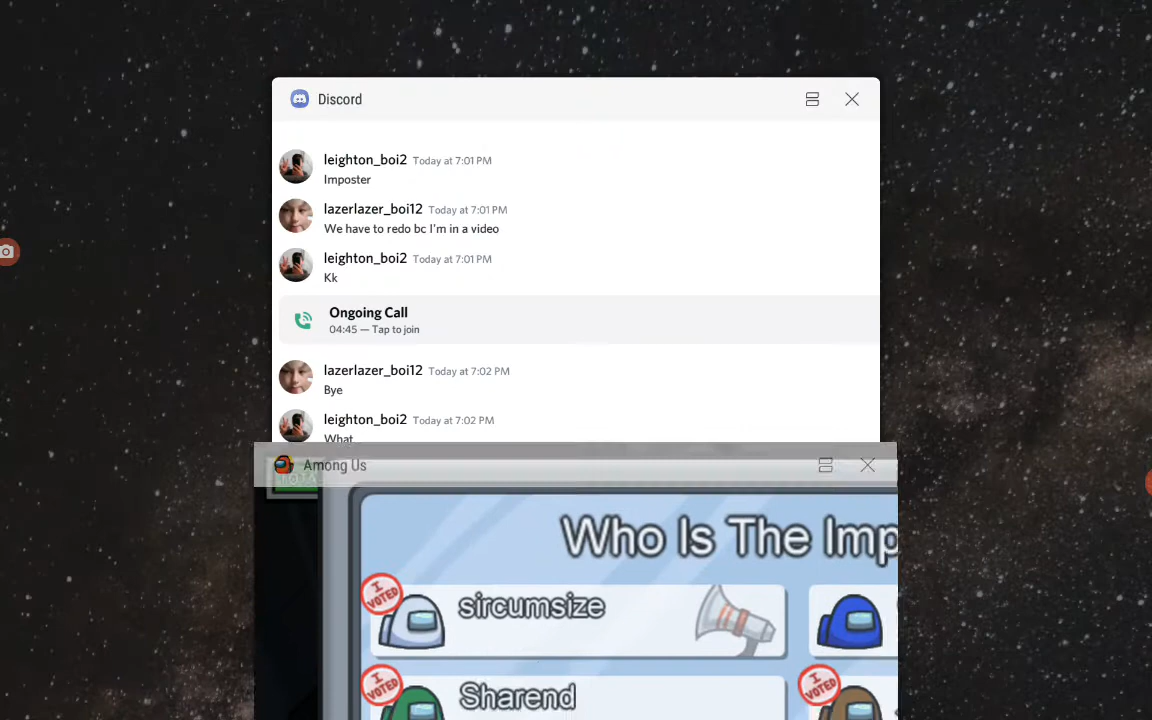 Discord
leighton_boi2 Today at 7:01 PM
Imposter
lazerlazer_boi12 Today at 7:01 PM
We have to redo bc I'm in a video
leighton_boi2 Today at 7:01 PM
Kk
Ongoing Call
04:45 — Tap to join
lazerlazer_boi12 Today at 7:02 PM
Bye
leighton_boi2 Today at 7:02 PM
What
Among Us
Who Is The Imp
I VOTED
sircumsize
I VOTED
Sharend
I VOTED